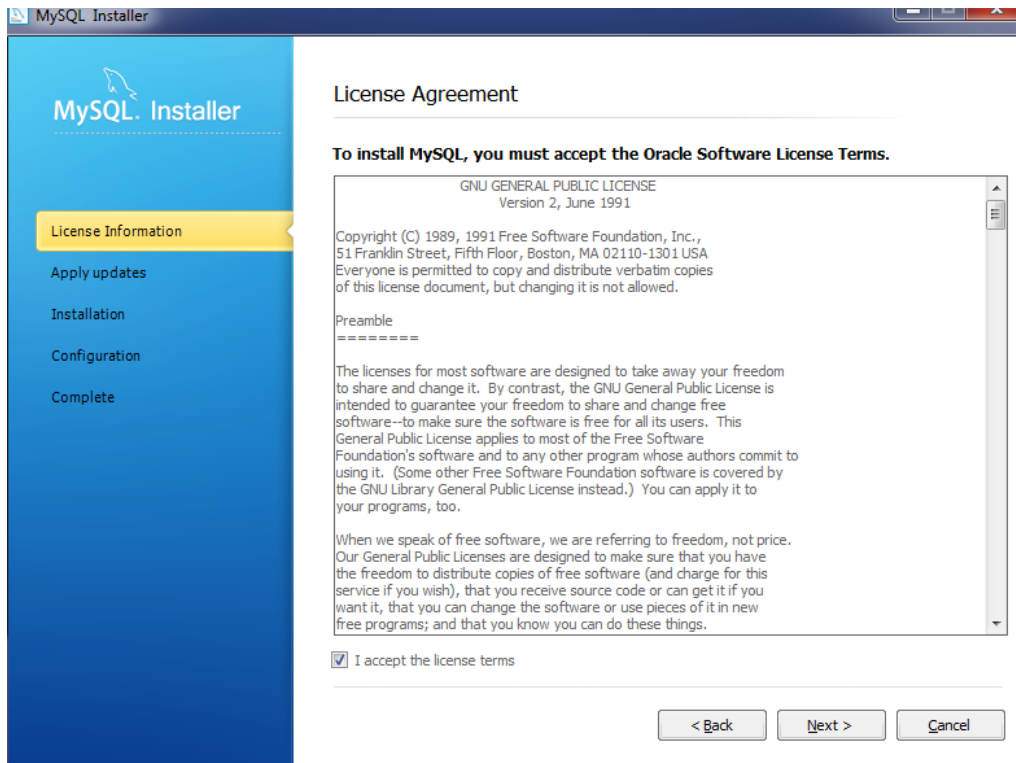 MySQL Installer
MySQL. Installer
License Information
Apply updates
Installation
Configuration
Complete
License Agreement
To install MySQL, you must accept the Oracle Software License Terms.
GNU GENERAL PUBLIC LICENSE
Version 2, June 1991
Copyright (C) 1989, 1991 Free Software Foundation, Inc.,
51 Franklin Street, Fifth Floor, Boston, MA 02110-1301 USA
Everyone is permitted to copy and distribute verbatim copies
of this license document, but changing it is not allowed.
Preamble
========
The licenses for most software are designed to take away your freedom
to share and change it. By contrast, the GNU General Public License is
intended to guarantee your freedom to share and change free
software--to make sure the software is free for all its users. This
General Public License applies to most of the Free Software
Foundation's software and to any other program whose authors commit to
using it. (Some other Free Software Foundation software is covered by
the GNU Library General Public License instead.) You can apply it to
your programs, too.
When we speak of free software, we are referring to freedom, not price.
Our General Public Licenses are designed to make sure that you have
the freedom to distribute copies of free software (and charge for this
service if you wish), that you receive source code or can get it if you
want it, that you can change the software or use pieces of it in new
free programs; and that you know you can do these things.
I accept the license terms
< Back
Next >
Cancel